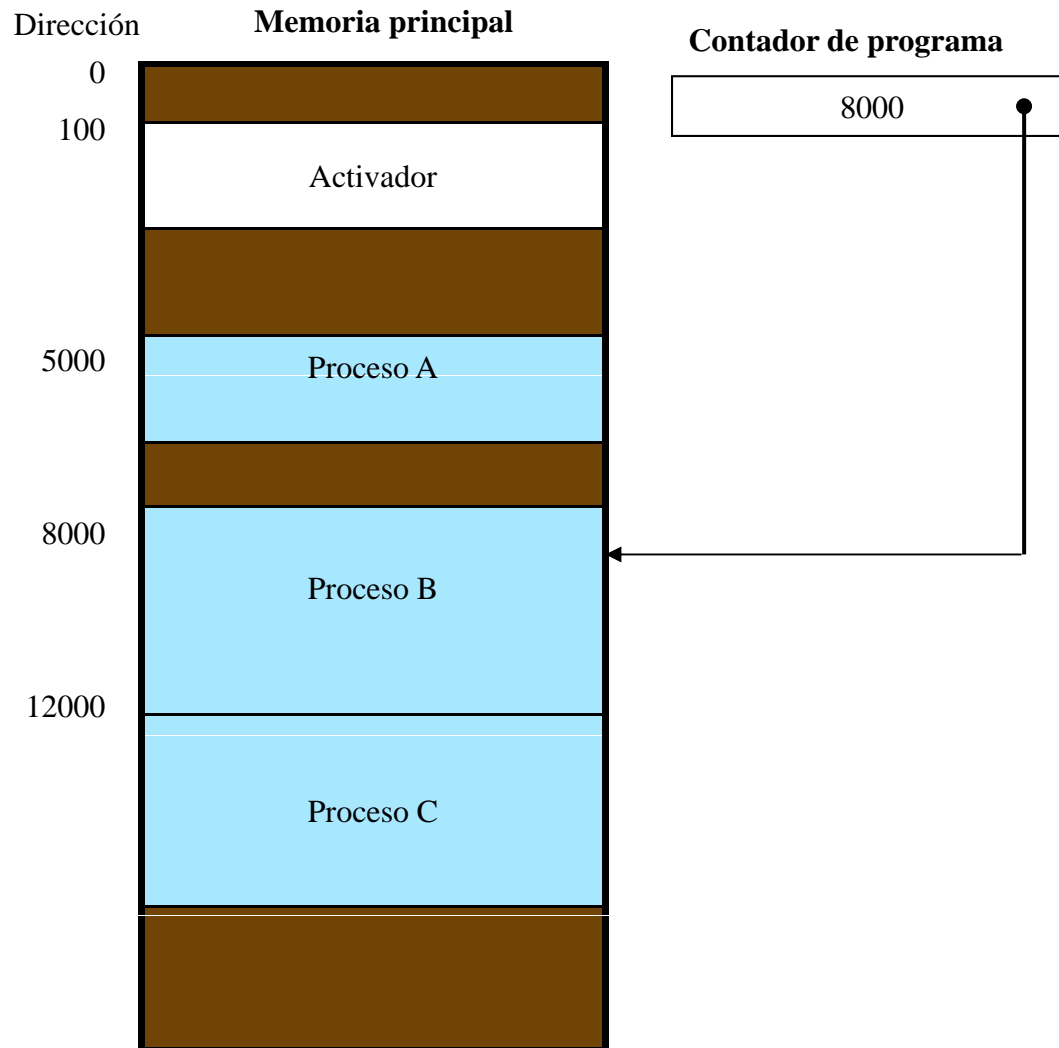 Dirección
Memoria principal
Contador de programa
0
8000
100
Activador
5000
Proceso A
8000
Proceso B
12000
Proceso C